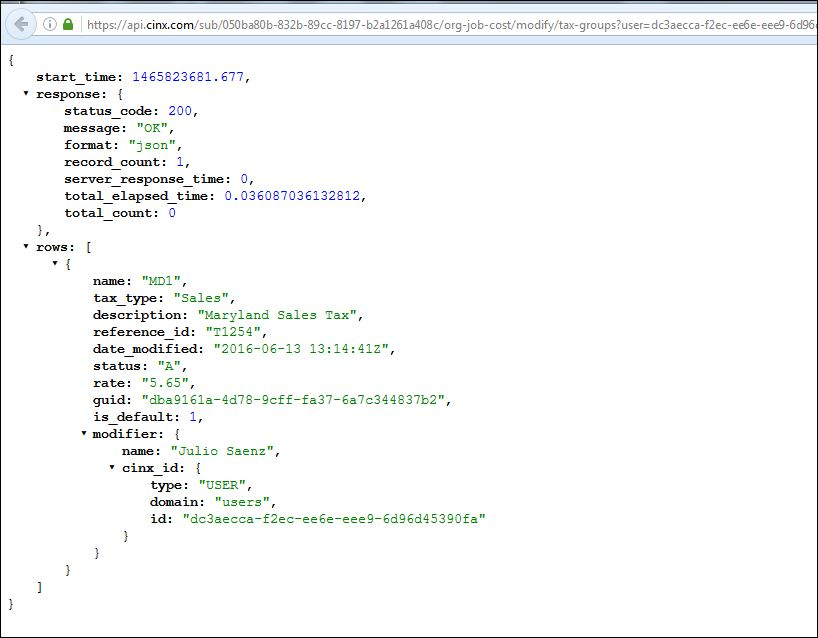 https://api.cinx.com/sub/050ba80b-832b-89cc-8197-b2a1261a408c/org-job-cost/modify/tax-groups?user=dc3aecca-f2ec-ee6e-eee9-6d96
{
start_time: 1465823681.677,
response: {
status_code: 200,
message: "OK",
format: "json",
record_count: 1,
server_response_time: 0,
total_elapsed_time: 0.036087036132812,
total_count: 0
},
rows: [
{
name: "MD1",
tax_type: "Sales",
description: "Maryland Sales Tax",
reference_id: "T1254",
date_modified: "2016-06-13 13:14:41Z",
status: "A",
rate: "5.65",
guid: "dba9161a-4d78-9cff-fa37-6a7c344837b2",
is_default: 1,
modifier: {
name: "Julio Saenz",
cinx_id: {
type: "USER",
domain: "users",
id: "dc3aecca-f2ec-ee6e-eee9-6d96d45390fa"
}
}
}
]
}